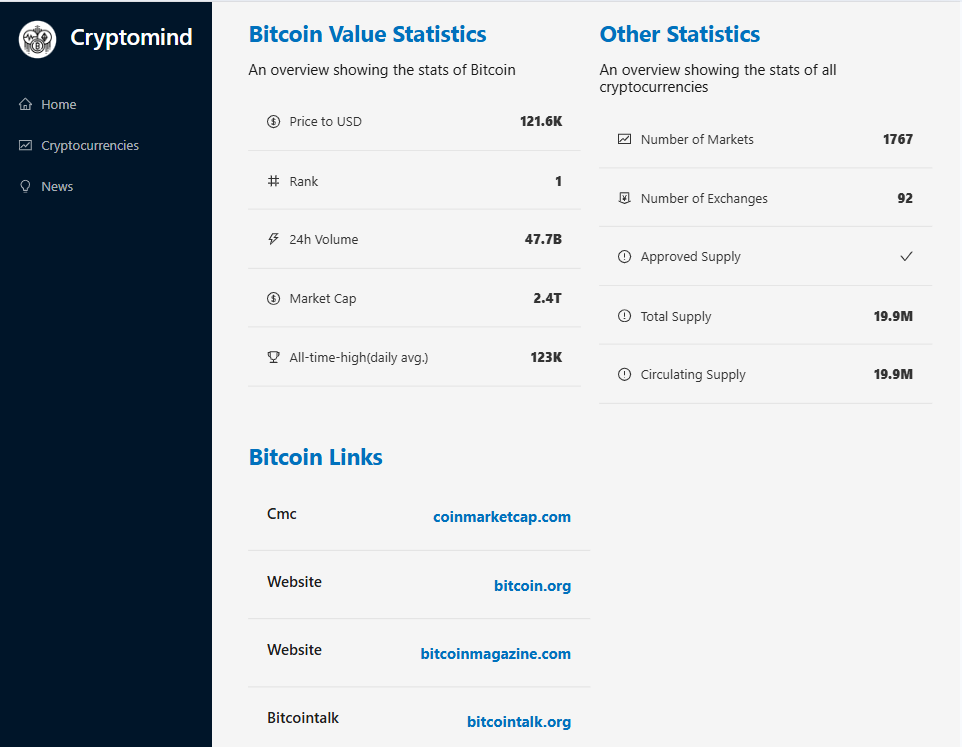 Cryptomind
Home
Cryptocurrencies
News
Bitcoin Value Statistics
An overview showing the stats of Bitcoin
Price to USD 121.6K
Rank 1
24h Volume 47.7B
Market Cap 2.4T
All-time-high(daily avg.) 123K
Other Statistics
An overview showing the stats of all
cryptocurrencies
Number of Markets 1767
Number of Exchanges 92
Approved Supply
Total Supply 19.9M
Circulating Supply 19.9M
Bitcoin Links
Cmc coinmarketcap.com
Website bitcoin.org
Website bitcoinmagazine.com
Bitcointalk bitcointalk.org